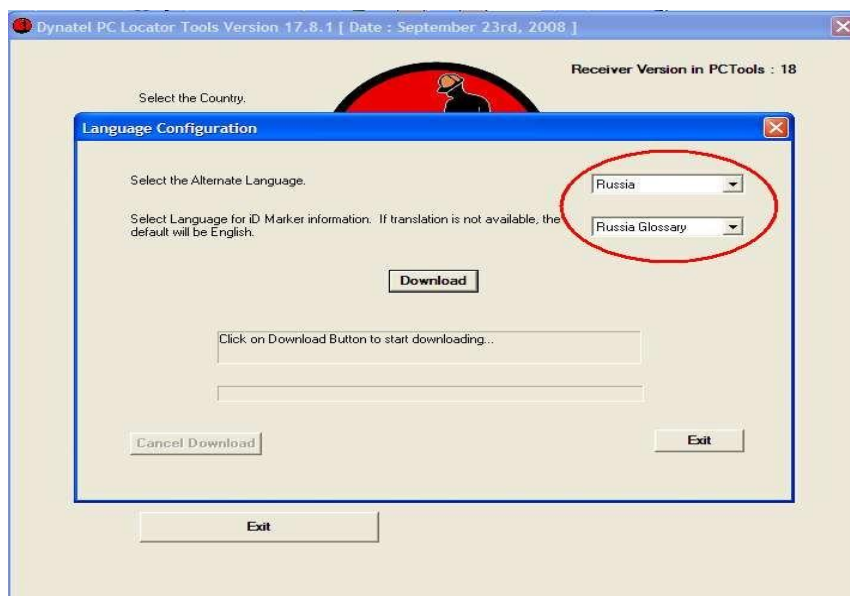 Dynatel PC Locator Tools Version 17.8.1 [ Date : September 23rd, 2008 ]
Receiver Version in PCTools : 18
Select the Country.
Language Configuration
Select the Alternate Language.
Russia
Select Language for iD Marker information. If translation is not available, the
default will be English.
Russia Glossary
Download
Click on Download Button to start downloading...
Cancel Download
Exit
Exit